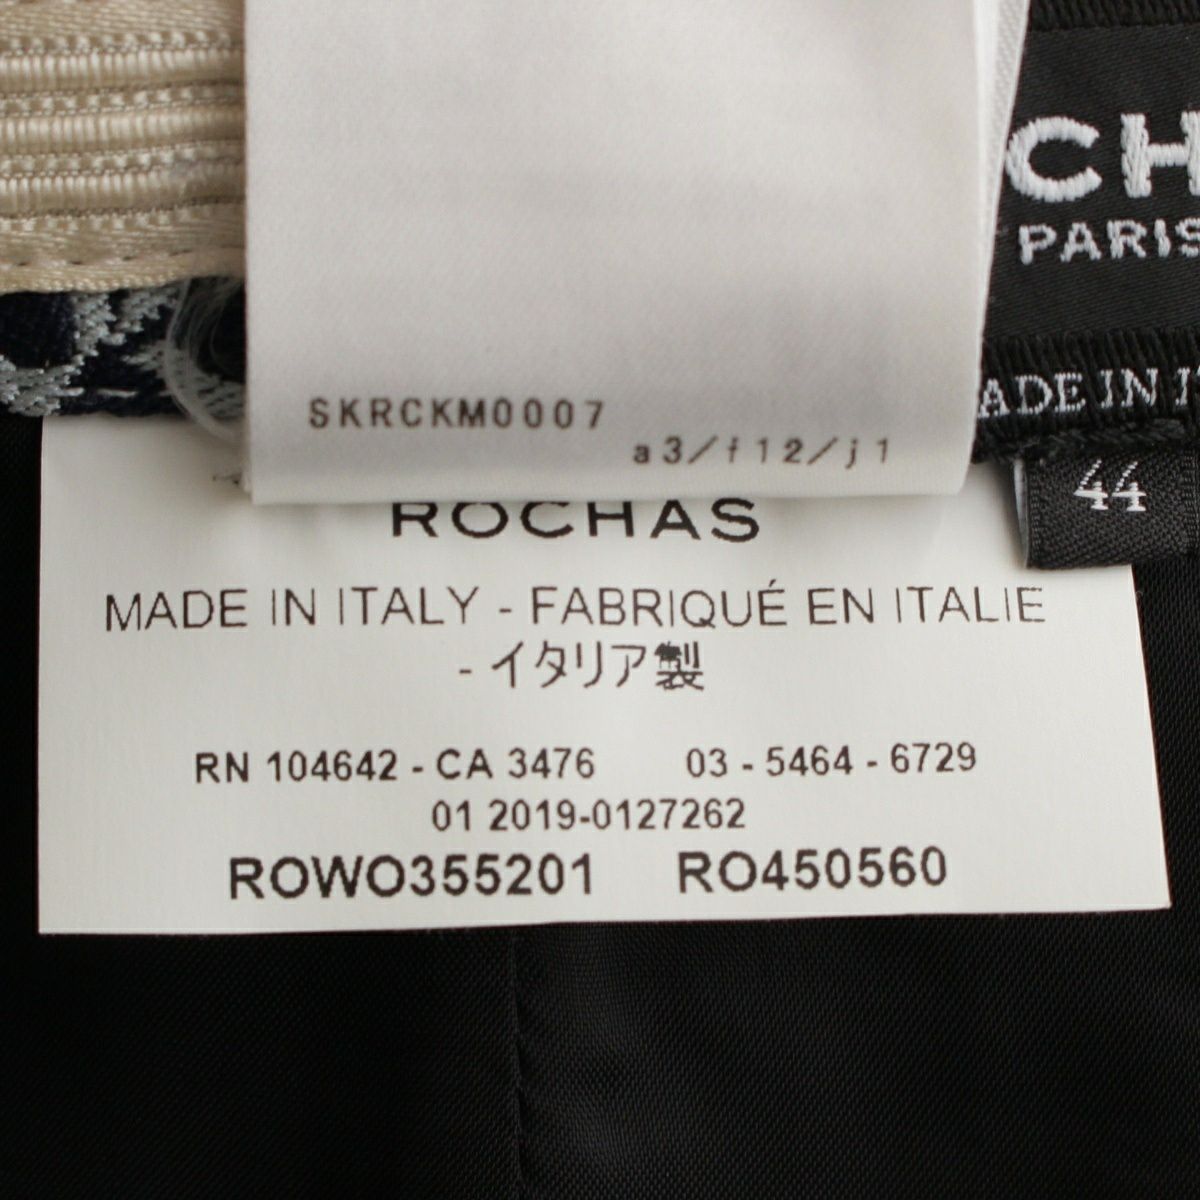 CH
PARIS
ADE IN
44
SKRCKM0007
a3/f12/j1
ROCHAS
MADE IN ITALY - FABRIQUÉ EN ITALIE
- イタリア製
RN 104642 - CA 3476 03 - 5464 - 6729
01 2019-0127262
ROWO355201 RO450560